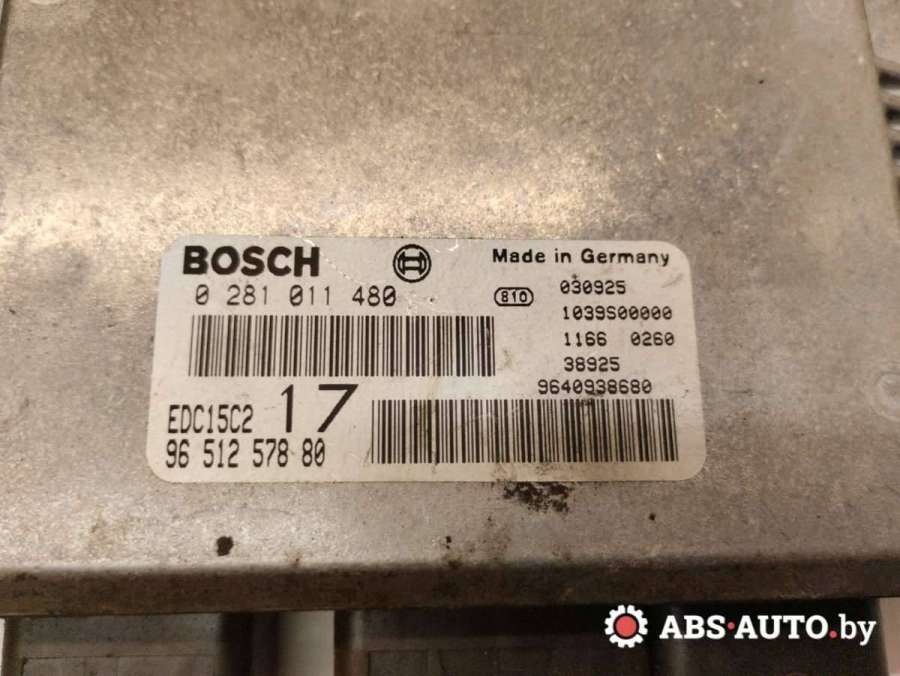 BOSCH
Made in Germany
0 281 011 480
810
030925
1039S00000
1166 0260
38925
9640938680
EDC15C2
17
96 512 578 80
ABS-AUTO.by